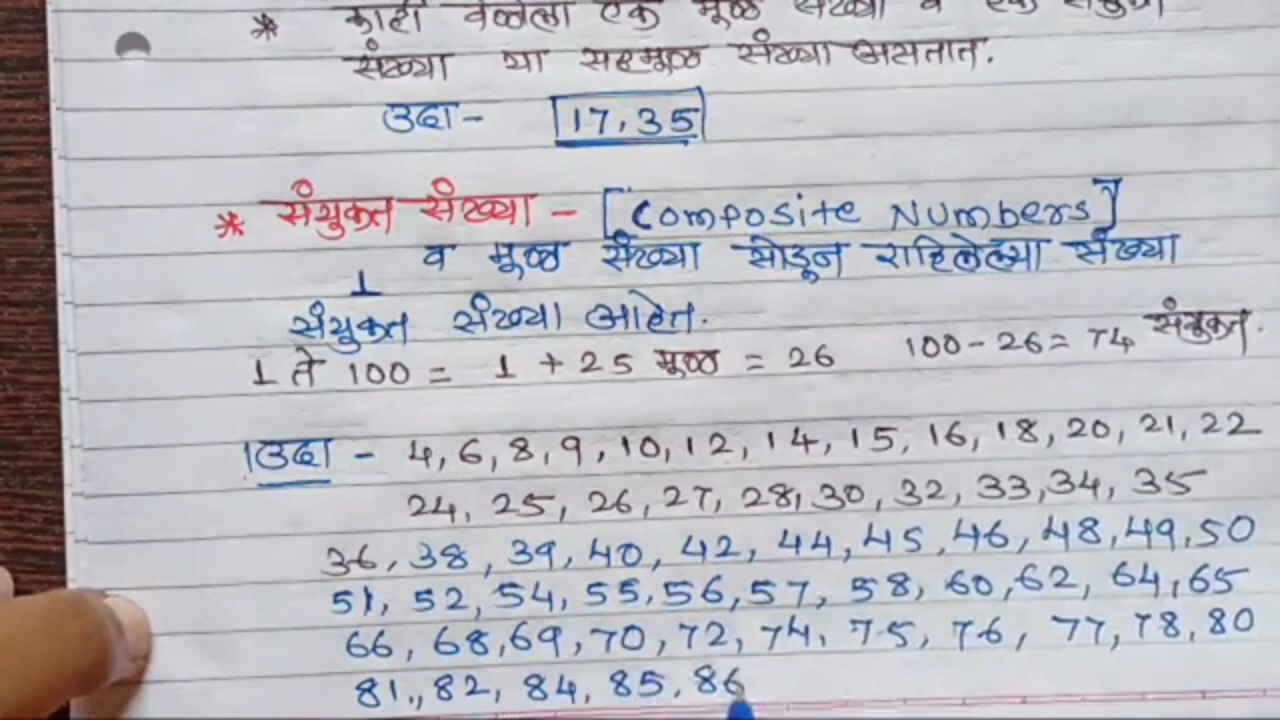 * काही वेळेला एक मूळ संख्या व एक संयुक्त
संख्या या सहमूळ संख्या असतात.
उदा - 17, 35
* संयुक्त संख्या - [Composite Numbers]
1 व मूळ संख्या सोडून राहिलेल्या संख्या
संयुक्त संख्या आहेत.
1 ते 100 = 1 + 25 मूळ = 26 100 - 26 = 74 संयुक्त.
उदा - 4, 6, 8, 9, 10, 12, 14, 15, 16, 18, 20, 21, 22
24, 25, 26, 27, 28, 30, 32, 33, 34, 35
36, 38, 39, 40, 42, 44, 45, 46, 48, 49, 50
51, 52, 54, 55, 56, 57, 58, 60, 62, 64, 65
66, 68, 69, 70, 72, 74, 75, 76, 77, 78, 80
81, 82, 84, 85, 86